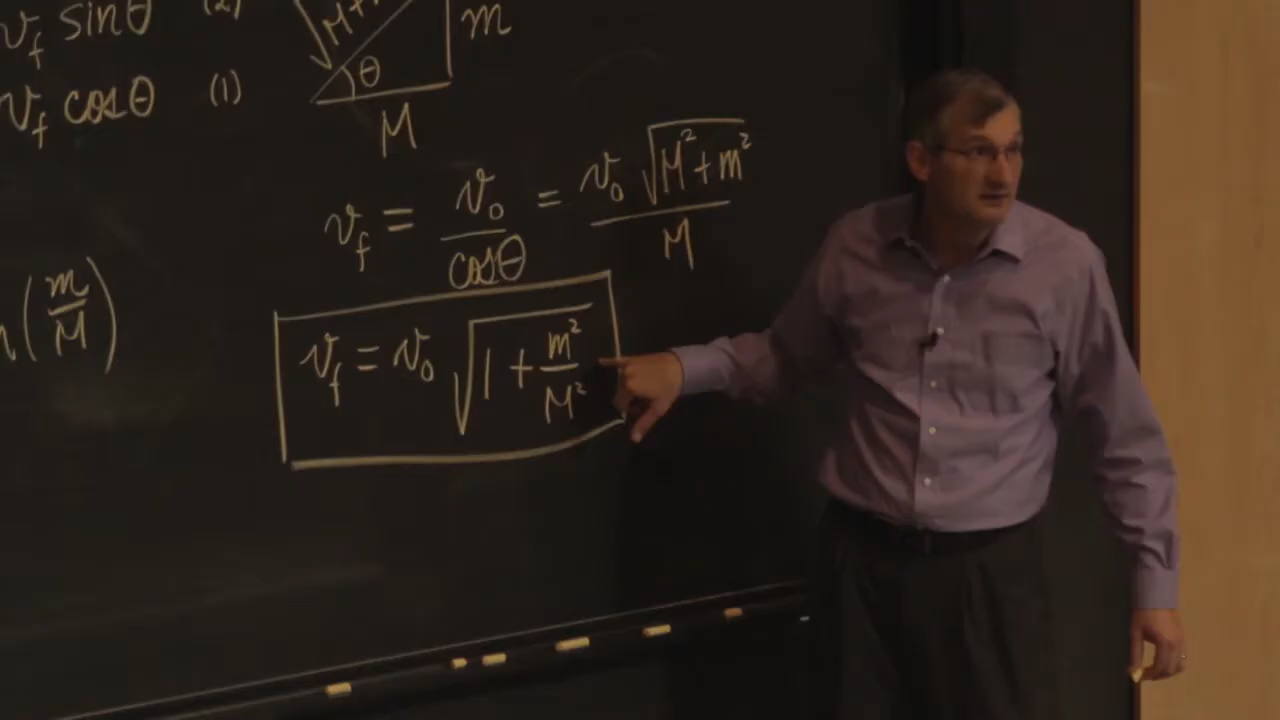 v_f sinθ (2)
v_f cosθ (1)
θ
m
M
v_f = v_0 / cosθ = v_0 √(M² + m²) / M
(m / M)
v_f = v_0 √(1 + m² / M²)